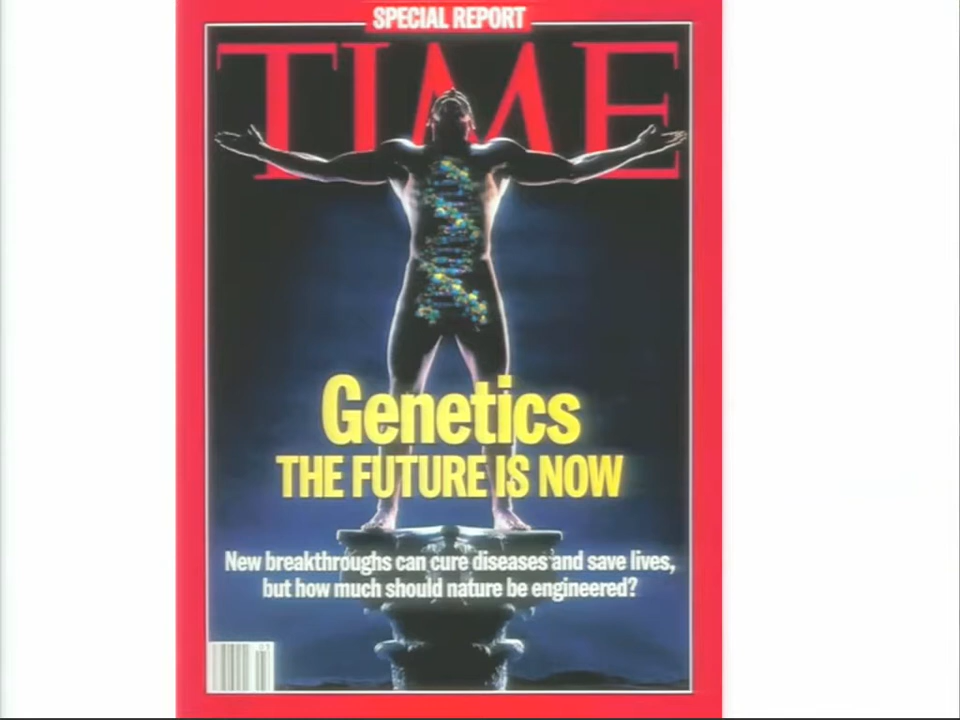 SPECIAL REPORT
TIME
Genetics
THE FUTURE IS NOW
New breakthroughs can cure diseases and save lives,
but how much should nature be engineered?